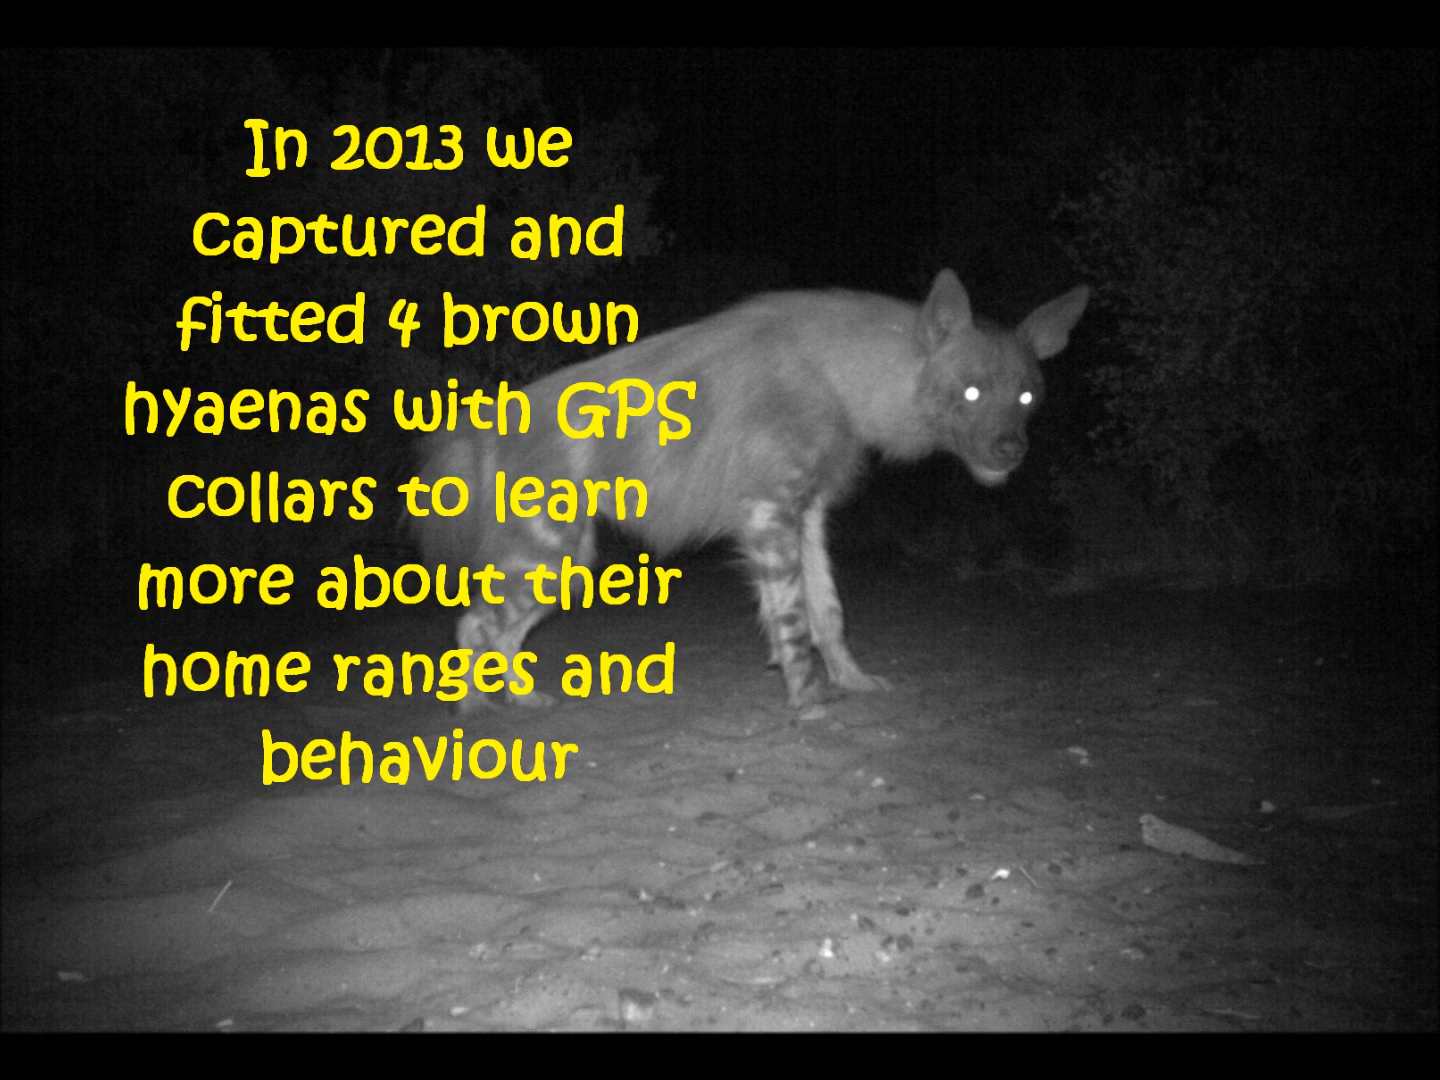 In 2013 we
captured and
fitted 4 brown
hyaenas with GPS
collars to learn
more about their
home ranges and
behaviour